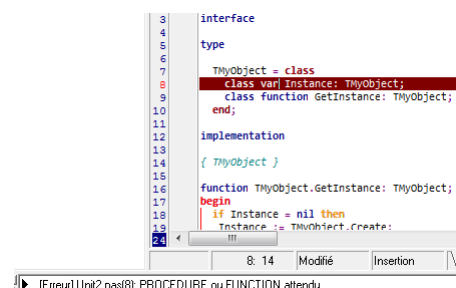 3 interface
4
5 type
6
7 TMyObject = class
8 class var Instance: TMyObject;
9 class function GetInstance: TMyObject;
10 end;
11
12 implementation
13
14 { TMyObject }
15
16 function TMyObject.GetInstance: TMyObject;
17 begin
18 if Instance = nil then
19 Instance := TMyObject.Create;
24
8: 14 Modifié Insertion
[Erreur] Unit2.pas(8): PROCEDURE ou FUNCTION attendu